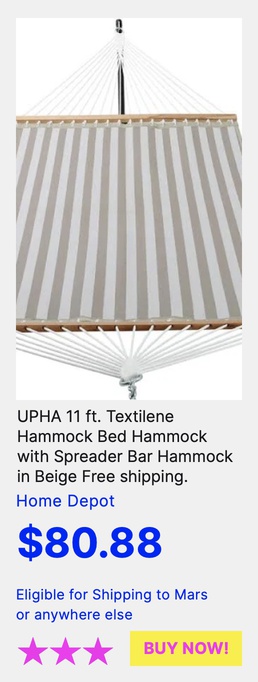 UPHA 11 ft. Textilene
Hammock Bed Hammock
with Spreader Bar Hammock
in Beige Free shipping.
Home Depot
$80.88
Eligible for Shipping to Mars
or anywhere else
BUY NOW!